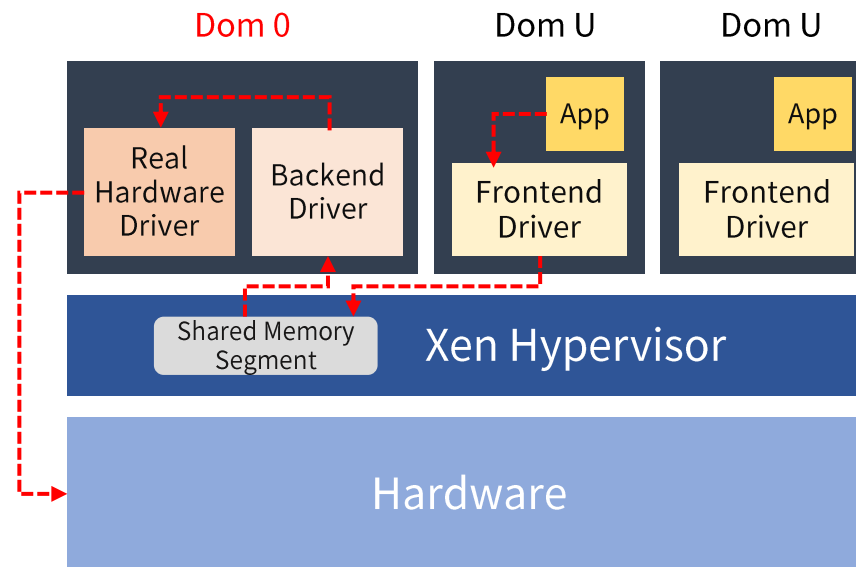 Dom 0
Dom U
Dom U
App
App
Real
Hardware
Driver
Backend
Driver
Frontend
Driver
Frontend
Driver
Shared Memory
Segment
Xen Hypervisor
Hardware